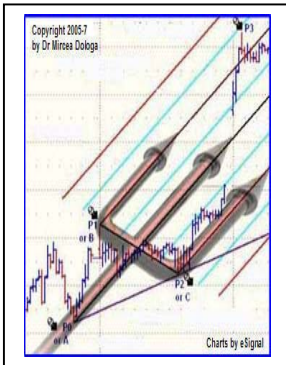 Copyright 2005-7
by Dr Mircea Dologa
P3
P1
or B
P2
or C
P0
or A
Charts by eSignal